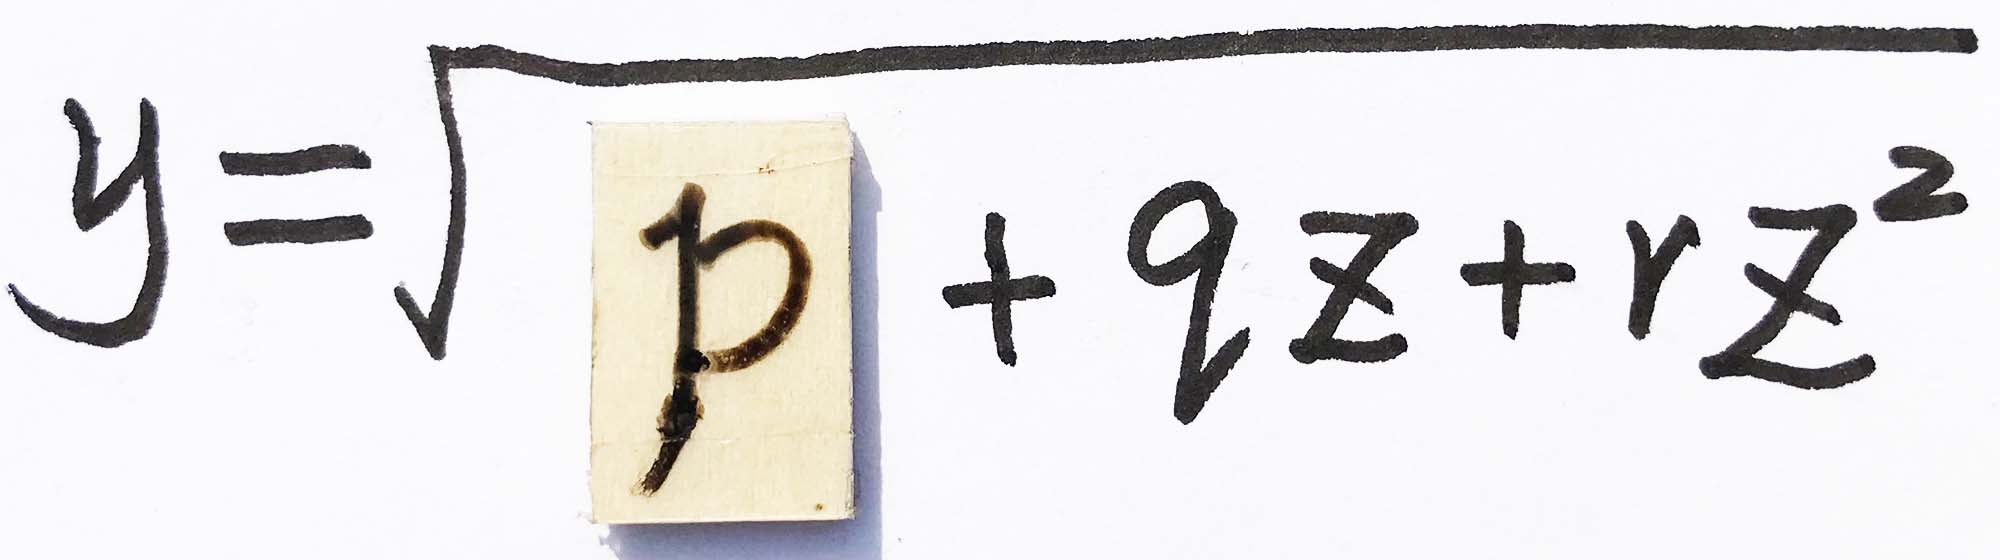 y = √(p + qz + rz²)